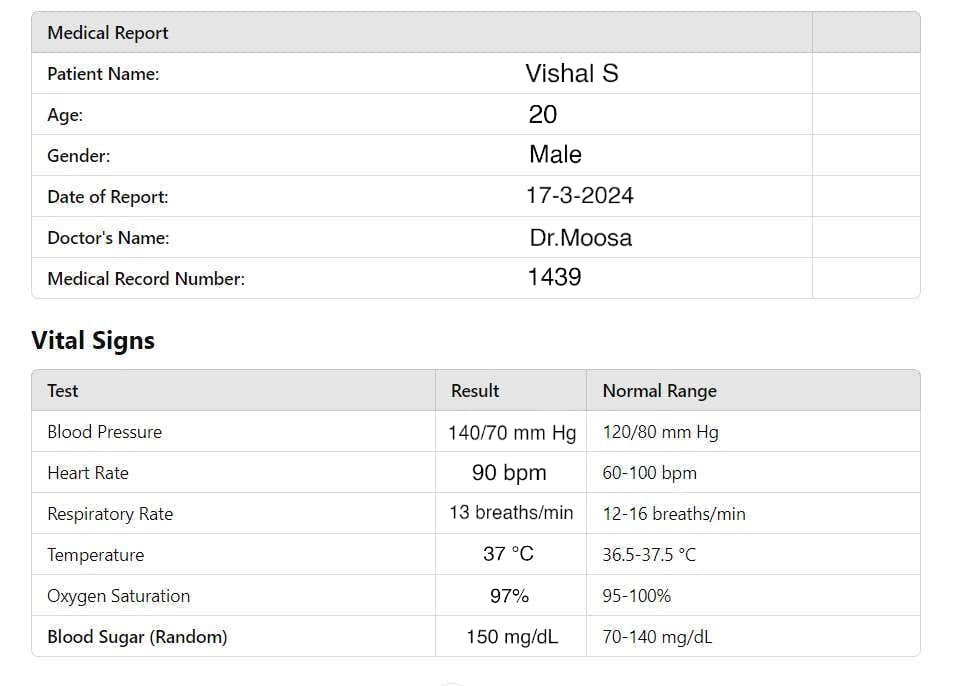 Medical Report
Patient Name: Vishal S
Age: 20
Gender: Male
Date of Report: 17-3-2024
Doctor's Name: Dr.Moosa
Medical Record Number: 1439
Vital Signs
Test Result Normal Range
Blood Pressure 140/70 mm Hg 120/80 mm Hg
Heart Rate 90 bpm 60-100 bpm
Respiratory Rate 13 breaths/min 12-16 breaths/min
Temperature 37 °C 36.5-37.5 °C
Oxygen Saturation 97% 95-100%
Blood Sugar (Random) 150 mg/dL 70-140 mg/dL